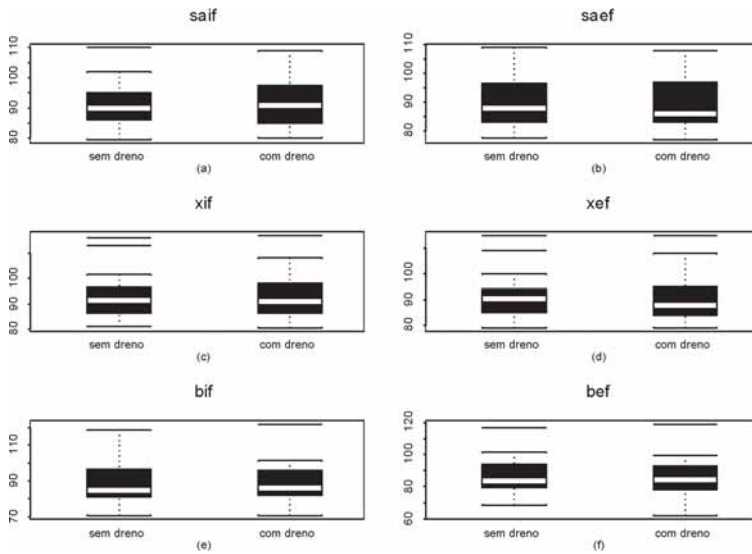 saif
110
100
90
80
sem dreno
com dreno
(a)
saef
110
100
90
80
sem dreno
com dreno
(b)
xif
100
90
80
sem dreno
com dreno
(c)
xef
100
90
80
sem dreno
com dreno
(d)
bif
110
90
70
sem dreno
com dreno
(e)
bef
120
100
80
60
sem dreno
com dreno
(f)